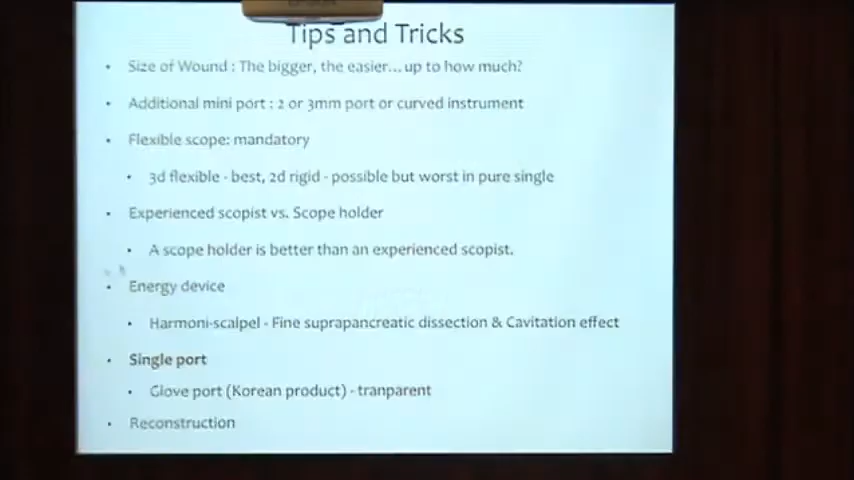 Tips and Tricks
• Size of Wound : The bigger, the easier... up to how much?
• Additional mini port : 2 or 3mm port or curved instrument
• Flexible scope: mandatory
• 3d flexible - best, 2d rigid - possible but worst in pure single
• Experienced scopist vs. Scope holder
• A scope holder is better than an experienced scopist.
• Energy device
• Harmoni-scalpel - Fine suprapancreatic dissection & Cavitation effect
• Single port
• Glove port (Korean product) - tranparent
• Reconstruction